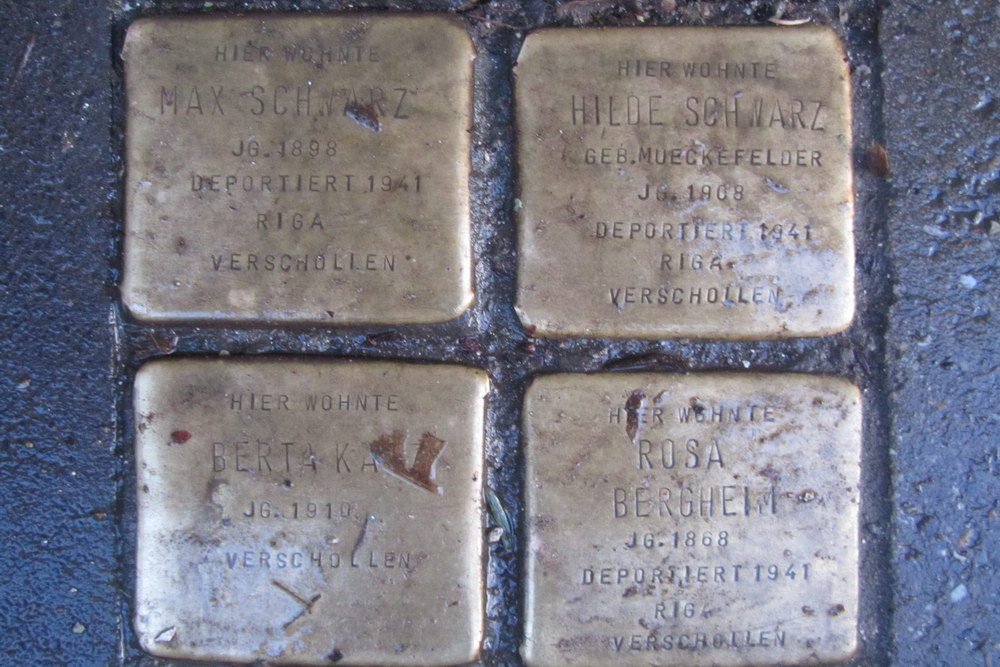 HIER WOHNTE
MAX SCHWARZ
JG. 1898
DEPORTIERT 1941
RIGA
VERSCHOLLEN
HIER WOHNTE
HILDE SCHWARZ
GEB. MUECKEFELDER
JG. 1908
DEPORTIERT 1941
RIGA
VERSCHOLLEN
HIER WOHNTE
BERTA
JG. 1910
VERSCHOLLEN
HIER WOHNTE
ROSA
BERGHEIM
JG. 1868
DEPORTIERT 1941
RIGA
VERSCHOLLEN